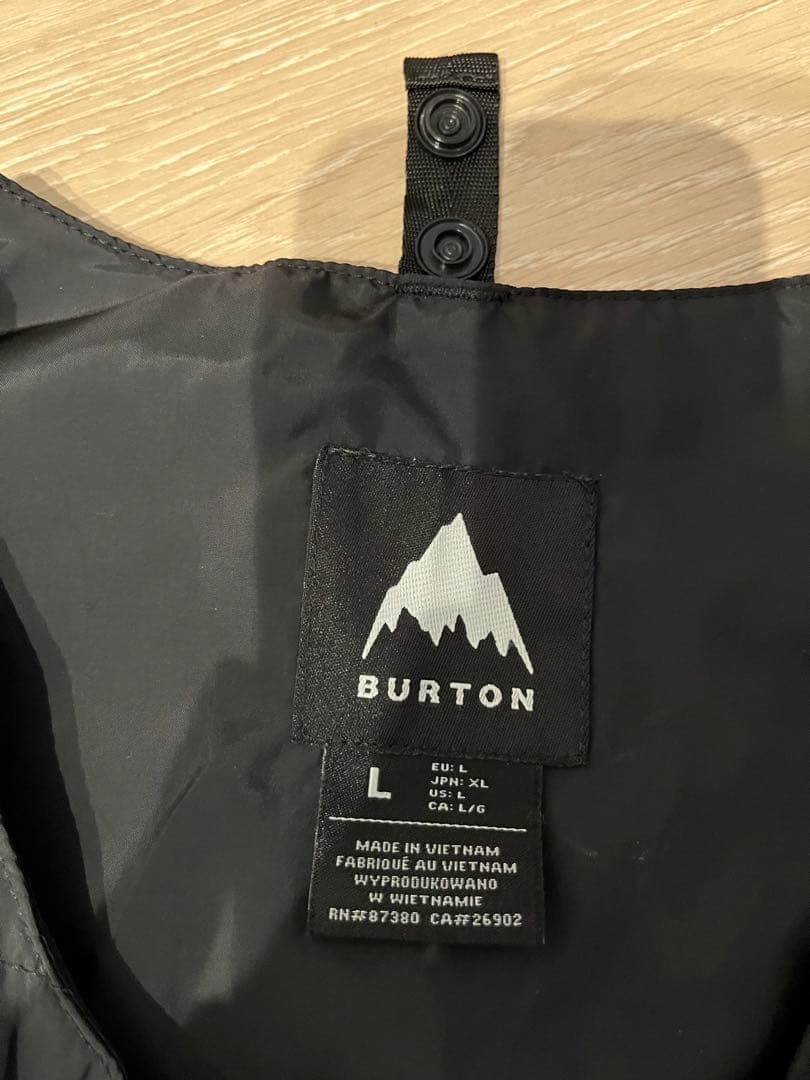 BURTON
L
EU: L
JPN: XL
US: L
CA: L/G
MADE IN VIETNAM
FABRIQUÉ AU VIETNAM
WYPRODUKOWANO
W WIETNAMIE
RN#87380 CA#26902